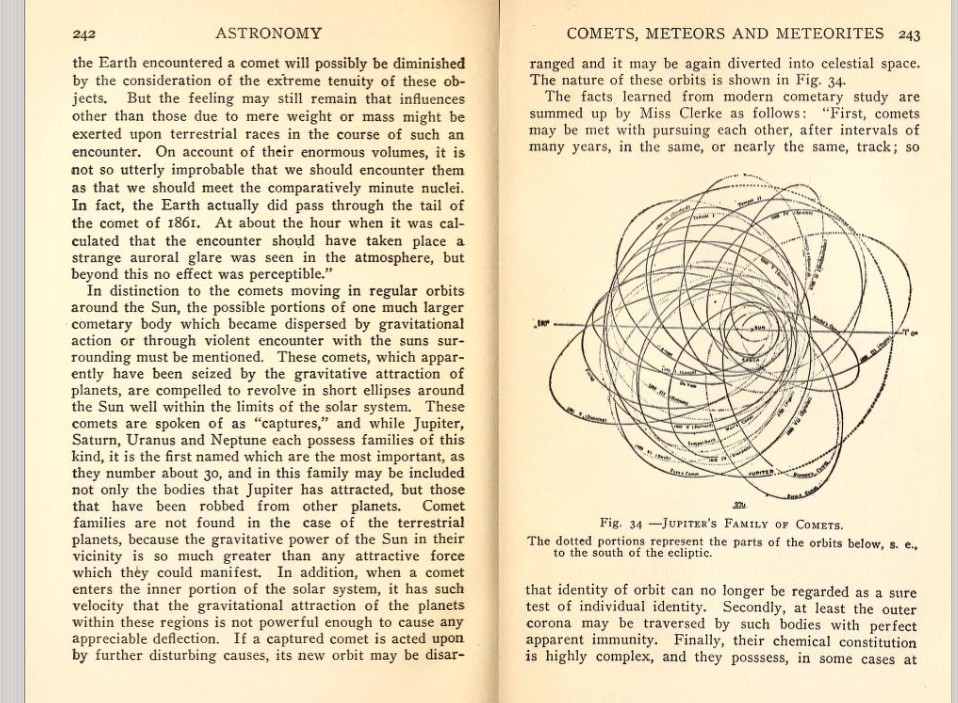 242 ASTRONOMY
the Earth encountered a comet will possibly be diminished
by the consideration of the extreme tenuity of these ob-
jects. But the feeling may still remain that influences
other than those due to mere weight or mass might be
exerted upon terrestrial races in the course of such an
encounter. On account of their enormous volumes, it is
not so utterly improbable that we should encounter them
as that we should meet the comparatively minute nuclei.
In fact, the Earth actually did pass through the tail of
the comet of 1861. At about the hour when it was cal-
culated that the encounter should have taken place a
strange auroral glare was seen in the atmosphere, but
beyond this no effect was perceptible.”
In distinction to the comets moving in regular orbits
around the Sun, the possible portions of one much larger
cometary body which became dispersed by gravitational
action or through violent encounter with the suns sur-
rounding must be mentioned. These comets, which appar-
ently have been seized by the gravitative attraction of
planets, are compelled to revolve in short ellipses around
the Sun well within the limits of the solar system. These
comets are spoken of as “captures,” and while Jupiter,
Saturn, Uranus and Neptune each possess families of this
kind, it is the first named which are the most important, as
they number about 30, and in this family may be included
not only the bodies that Jupiter has attracted, but those
that have been robbed from other planets. Comet
families are not found in the case of the terrestrial
planets, because the gravitative power of the Sun in their
vicinity is so much greater than any attractive force
which they could manifest. In addition, when a comet
enters the inner portion of the solar system, it has such
velocity that the gravitational attraction of the planets
within these regions is not powerful enough to cause any
appreciable deflection. If a captured comet is acted upon
by further disturbing causes, its new orbit may be disar-
COMETS, METEORS AND METEORITES 243
ranged and it may be again diverted into celestial space.
The nature of these orbits is shown in Fig. 34.
The facts learned from modern cometary study are
summed up by Miss Clerke as follows: “First, comets
may be met with pursuing each other, after intervals of
many years, in the same, or nearly the same, track; so
SUN
EARTH
JUPITER
Fig. 34 —JUPITER'S FAMILY OF COMETS.
The dotted portions represent the parts of the orbits below, s. e.,
to the south of the ecliptic.
that identity of orbit can no longer be regarded as a sure
test of individual identity. Secondly, at least the outer
corona may be traversed by such bodies with perfect
apparent immunity. Finally, their chemical constitution
is highly complex, and they posssess, in some cases at